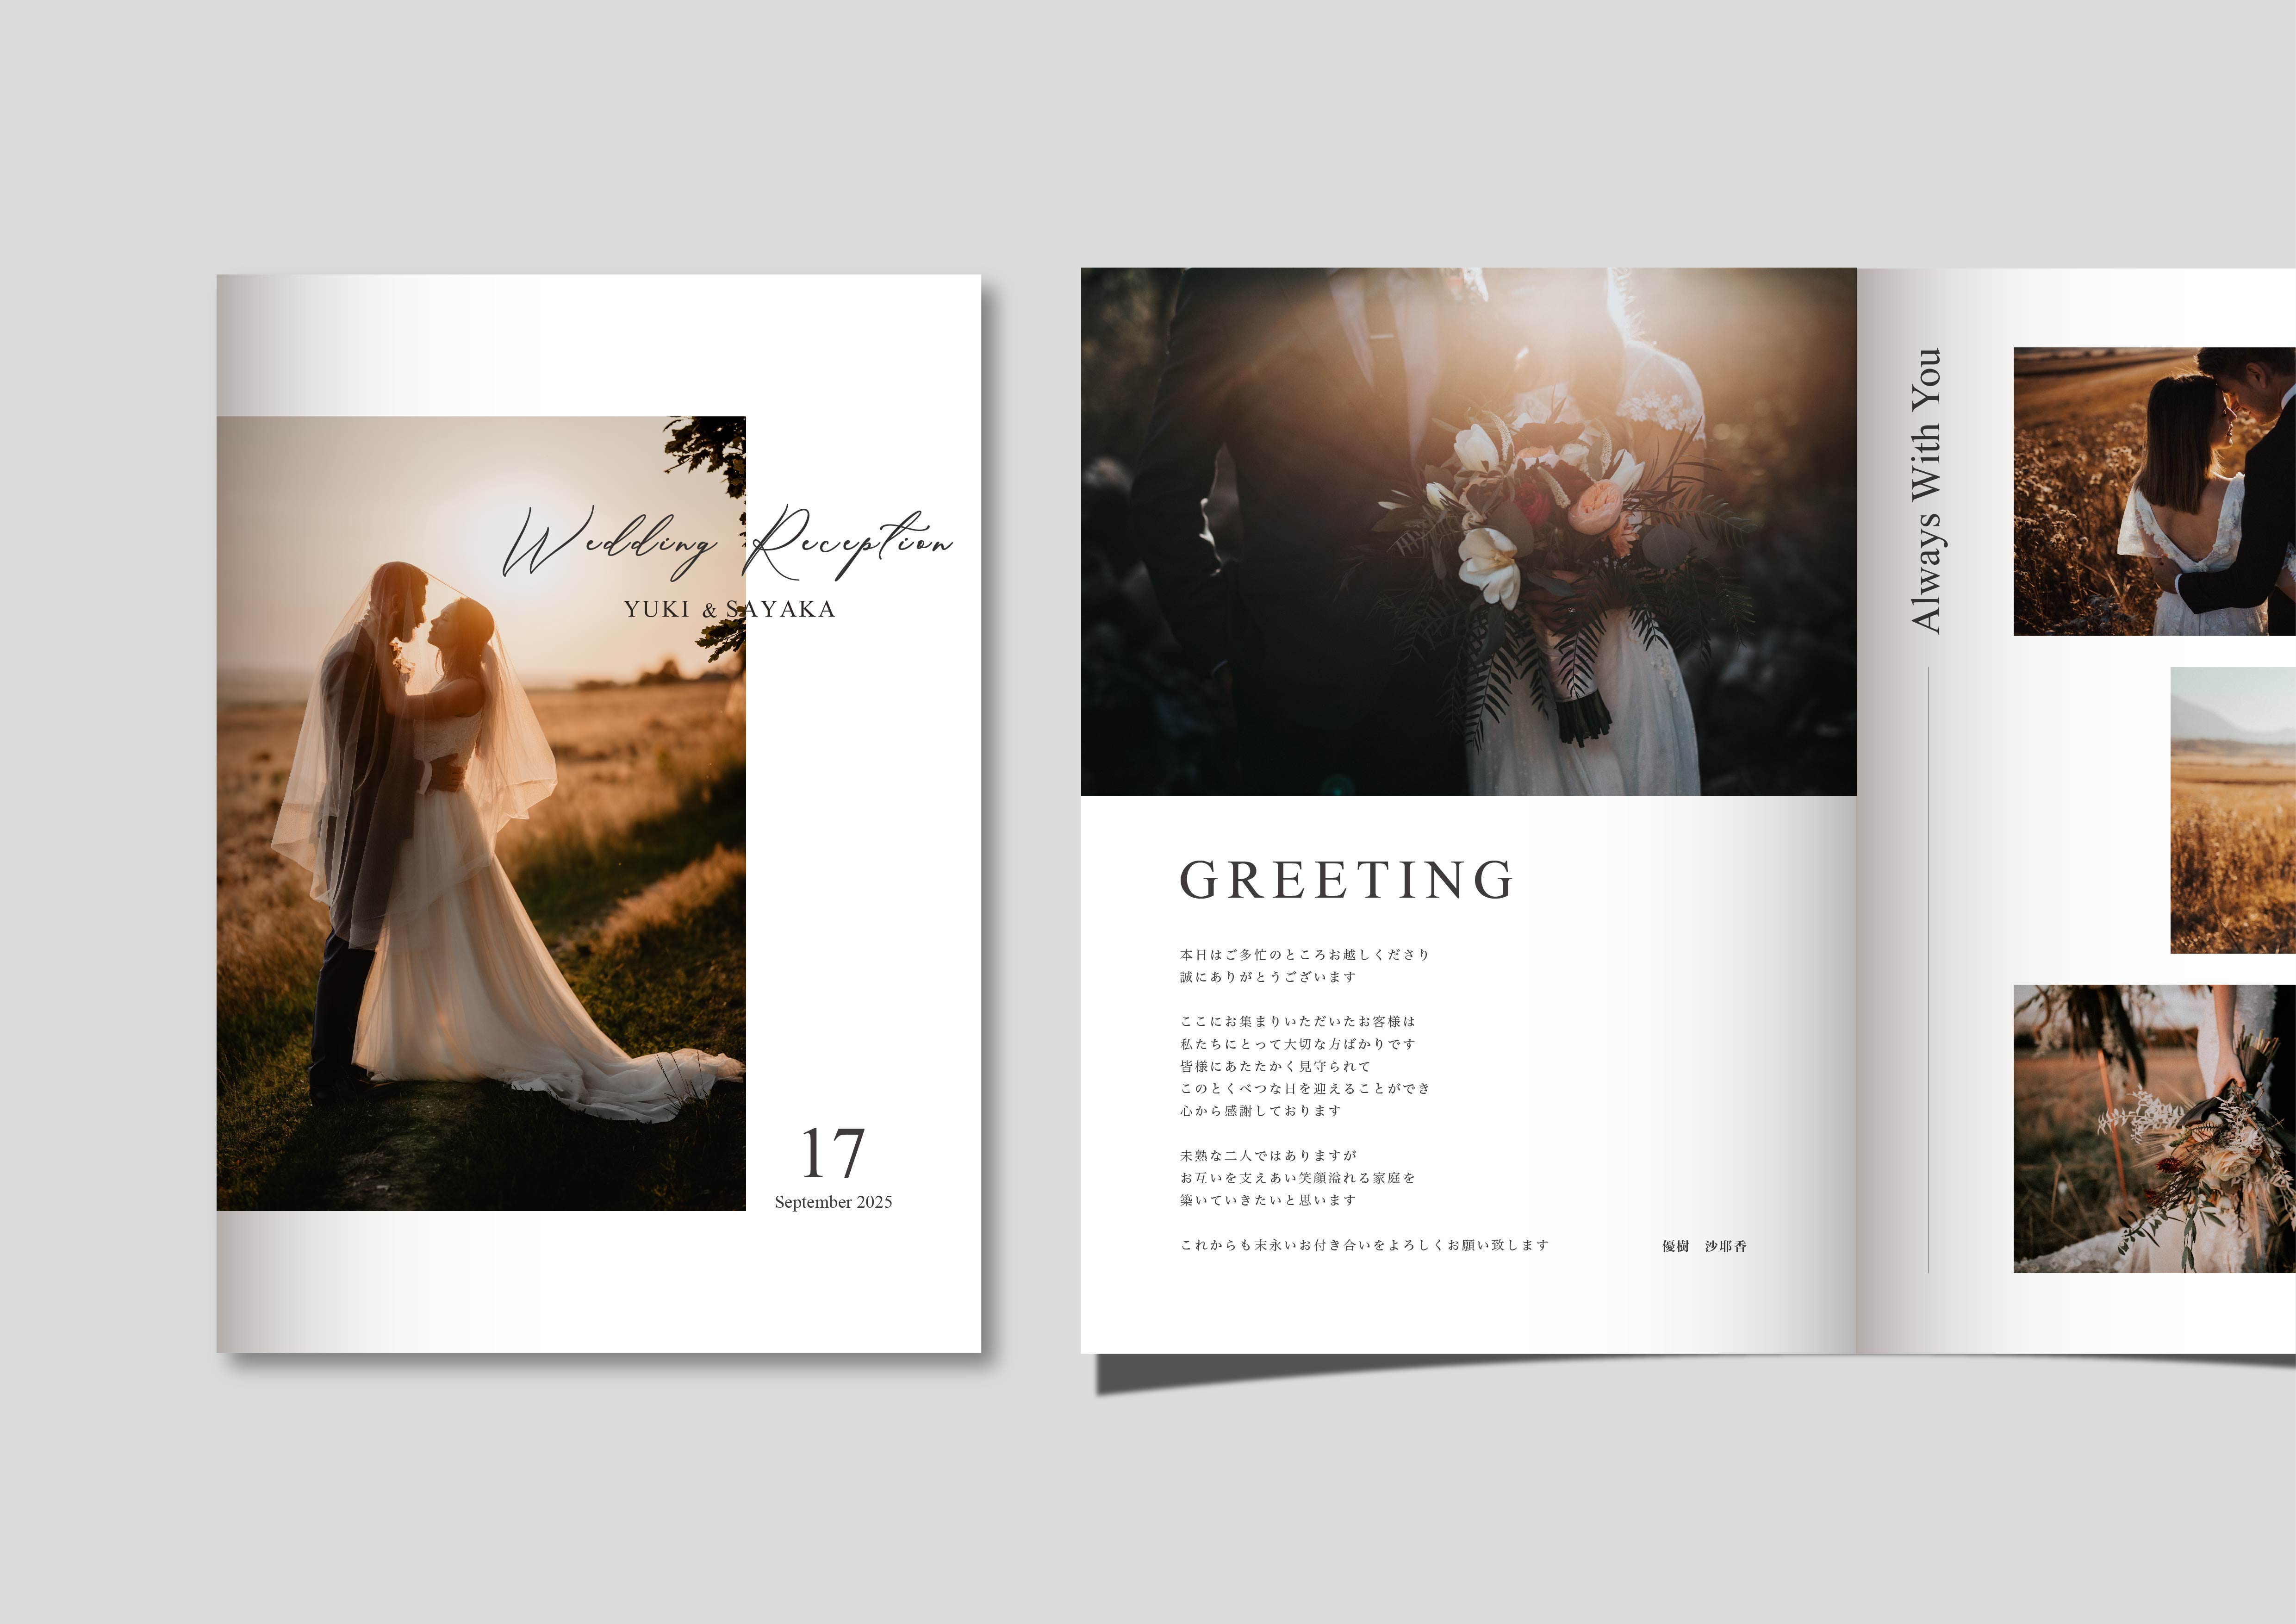 Wedding Reception
YUKI & SAYAKA
17
September 2025
GREETING
本日はご多忙のところお越しくださり
誠にありがとうございます
ここにお集まりいただいたお客様は
私たちにとって大切な方ばかりです
皆様にあたたかく見守られて
このとくべつな日を迎えることができ
心から感謝しております
未熟な二人ではありますが
お互いを支えあい笑顔溢れる家庭を
築いていきたいと思います
これからも末永いお付き合いをよろしくお願い致します
優樹　沙耶香
Always With You